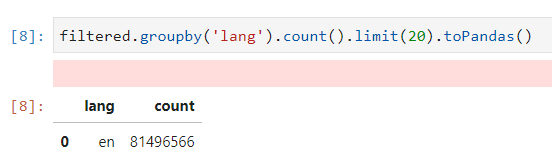 [8]: filtered.groupby('lang').count().limit(20).toPandas()
[8]:
lang count
0 en 81496566